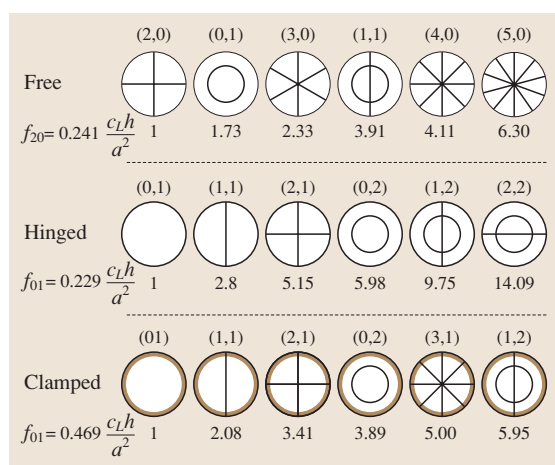 (2,0) (0,1) (3,0) (1,1) (4,0) (5,0)
Free
f₂₀= 0.241 c_L h / a² 1 1.73 2.33 3.91 4.11 6.30
(0,1) (1,1) (2,1) (0,2) (1,2) (2,2)
Hinged
f₀₁= 0.229 c_L h / a² 1 2.8 5.15 5.98 9.75 14.09
(01) (1,1) (2,1) (0,2) (3,1) (1,2)
Clamped
f₀₁= 0.469 c_L h / a² 1 2.08 3.41 3.89 5.00 5.95